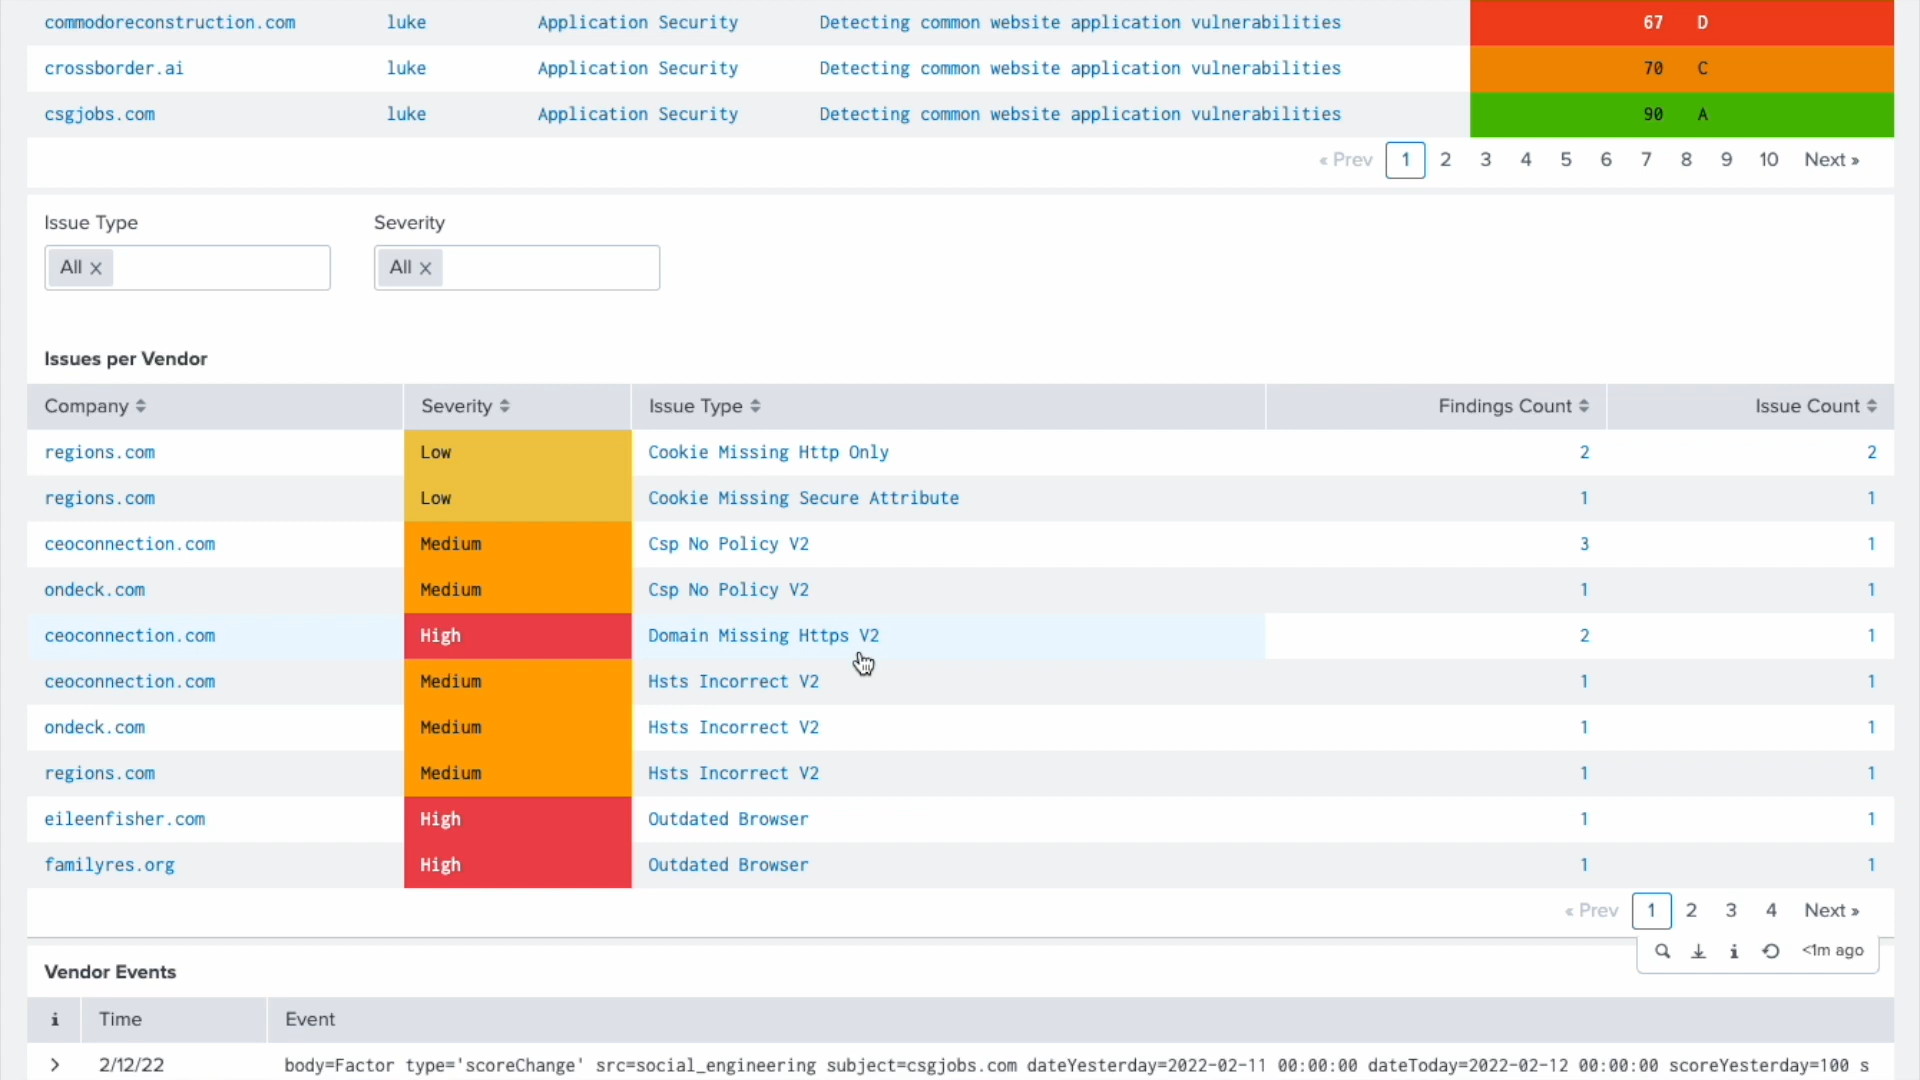 commodoreconstruction.com luke Application Security Detecting common website application vulnerabilities 67 D
crossborder.ai luke Application Security Detecting common website application vulnerabilities 70 C
csgjobs.com luke Application Security Detecting common website application vulnerabilities 90 A
« Prev 1 2 3 4 5 6 7 8 9 10 Next »
Issue Type Severity
All × All ×
Issues per Vendor
Company Severity Issue Type Findings Count Issue Count
regions.com Low Cookie Missing Http Only 2 2
regions.com Low Cookie Missing Secure Attribute 1 1
ceoconnection.com Medium Csp No Policy V2 3 1
ondeck.com Medium Csp No Policy V2 1 1
ceoconnection.com High Domain Missing Https V2 2 1
ceoconnection.com Medium Hsts Incorrect V2 1 1
ondeck.com Medium Hsts Incorrect V2 1 1
regions.com Medium Hsts Incorrect V2 1 1
eileenfisher.com High Outdated Browser 1 1
familyres.org High Outdated Browser 1 1
« Prev 1 2 3 4 Next »
<1m ago
Vendor Events
i Time Event
> 2/12/22 body=Factor type='scoreChange' src=social_engineering subject=csgjobs.com dateYesterday=2022-02-11 00:00:00 dateToday=2022-02-12 00:00:00 scoreYesterday=100 s